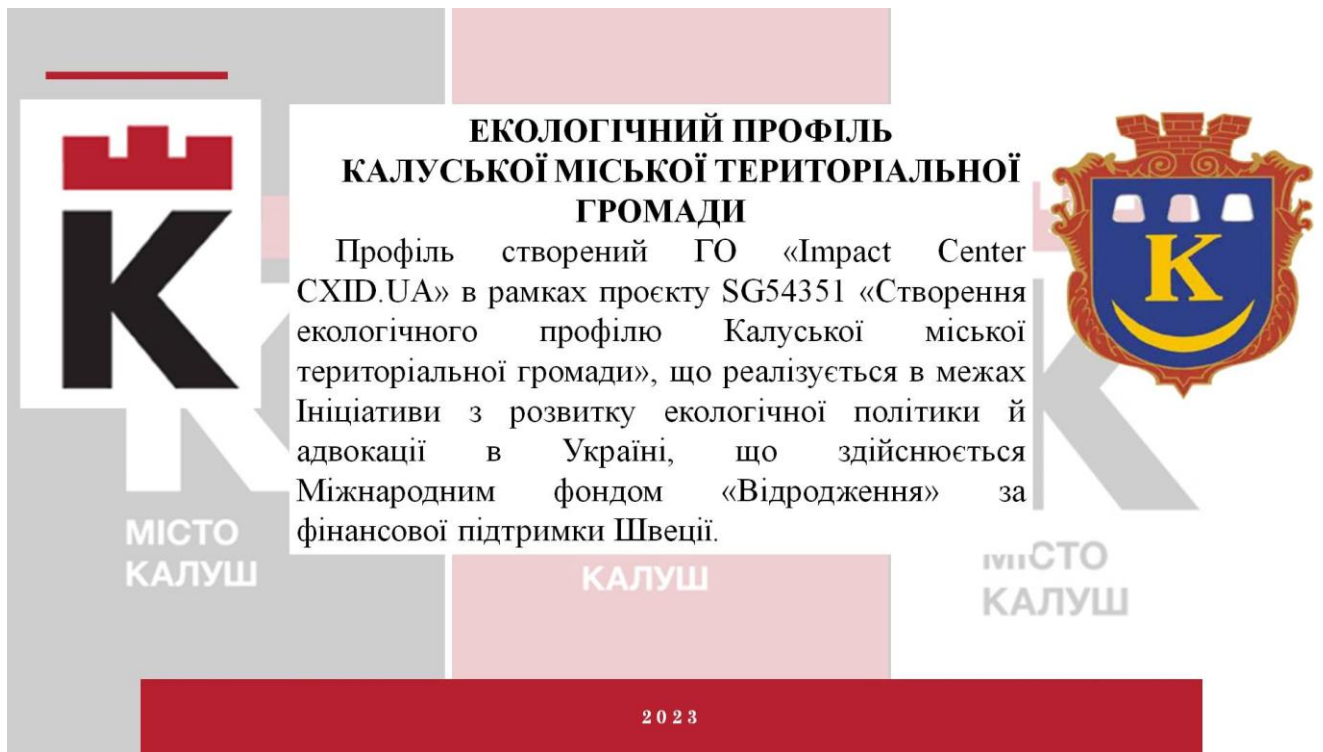 ЕКОЛОГІЧНИЙ ПРОФІЛЬ
КАЛУСЬКОЇ МІСЬКОЇ ТЕРИТОРІАЛЬНОЇ
ГРОМАДИ
Профіль створений ГО «Impact Center
CXID.UA» в рамках проєкту SG54351 «Створення
екологічного профілю Калуської міської
територіальної громади», що реалізується в межах
Ініціативи з розвитку екологічної політики й
адвокації в Україні, що здійснюється
Міжнародним фондом «Відродження» за
фінансової підтримки Швеції.
К
К
МІСТО
КАЛУШ
КАЛУШ
МІСТО
КАЛУШ
2023